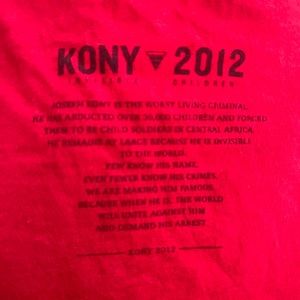 KONY 2012
INVISIBLE CHILDREN
JOSEPH KONY IS THE WORST LIVING CRIMINAL.
HE HAS ABDUCTED OVER 30,000 CHILDREN AND FORCED
THEM TO BE CHILD SOLDIERS IN CENTRAL AFRICA.
HE REMAINS AT LARGE BECAUSE HE IS INVISIBLE
TO THE WORLD.
FEW KNOW HIS NAME.
EVEN FEWER KNOW HIS CRIMES.
WE ARE MAKING HIM FAMOUS.
BECAUSE WHEN HE IS, THE WORLD
WILL UNITE AGAINST HIM
AND DEMAND HIS ARREST
KONY 2012